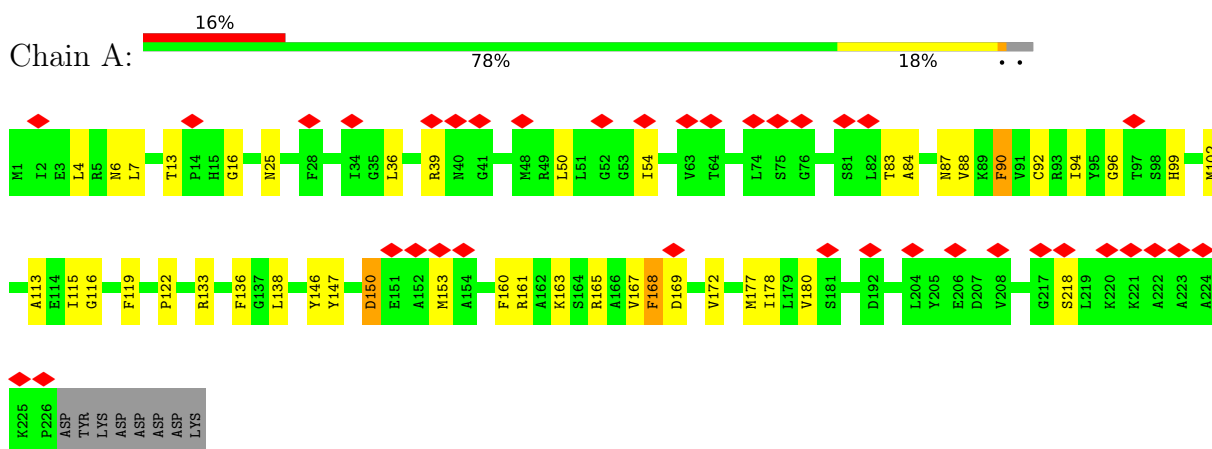 16%
Chain A:
78% 18% • •
M1 I2 E3 L4 R5 N6 L7 T13 P14 H15 G16 N25 F28 I34 G35 L36 R39 N40 G41 M48 R49 L50 L51 G52 G53 I54 V63 T64 L74 S75 G76 S81 L82 T83 A84 N87 V88 K89 F90 V91 C92 R93 I94 Y95 G96 T97 S98 H99 M102
A113 E114 I115 G116 F119 P122 R133 F136 G137 L138 Y146 Y147 D150 E151 A152 M153 A154 F160 R161 A162 K163 S164 R165 A166 V167 F168 D169 V172 M177 I178 L179 V180 S181 D192 L204 Y205 E206 D207 V208 G217 S218 L219 K220 K221 A222 A223 A224
K225 P226 ASP TYR LYS ASP ASP ASP ASP LYS